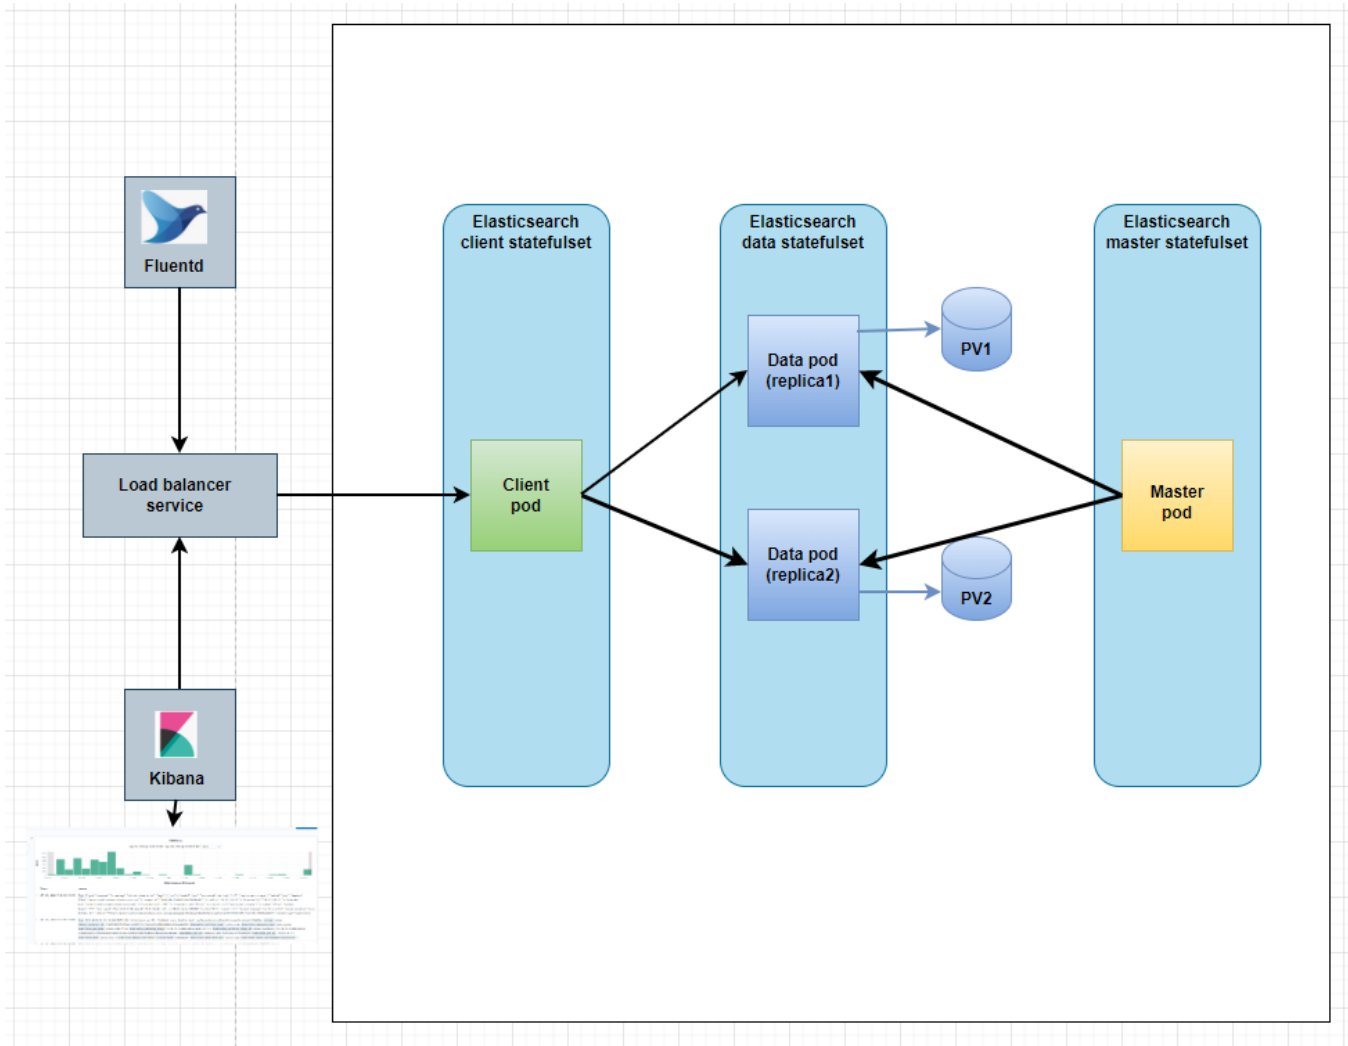 Elasticsearch
client statefulset
Elasticsearch
data statefulset
Elasticsearch
master statefulset
Fluentd
PV1
Data pod
(replica1)
Load balancer
service
Client
pod
Master
pod
Data pod
(replica2)
PV2
Kibana